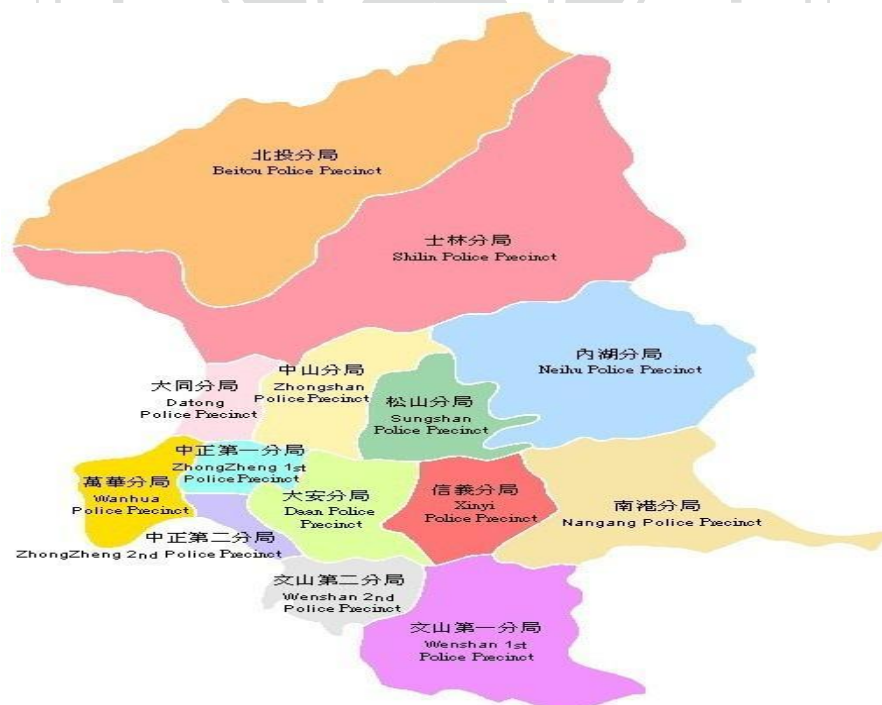 北投分局
Beitou Police Precinct
士林分局
Shilin Police Precinct
內湖分局
Neihu Police Precinct
中山分局
Zhongshan
Police Precinct
大同分局
Datong
Police Precinct
松山分局
Sungshan
Police Precinct
中正第一分局
ZhongZheng 1st
Police Precinct
萬華分局
Wanhua
Police Precinct
大安分局
Daan Police
Precinct
信義分局
Xinyi
Police Precinct
南港分局
Nangang Police Precinct
中正第二分局
ZhongZheng 2nd Police Precinct
文山第二分局
Wenshan 2nd
Police Precinct
文山第一分局
Wenshan 1st
Police Precinct